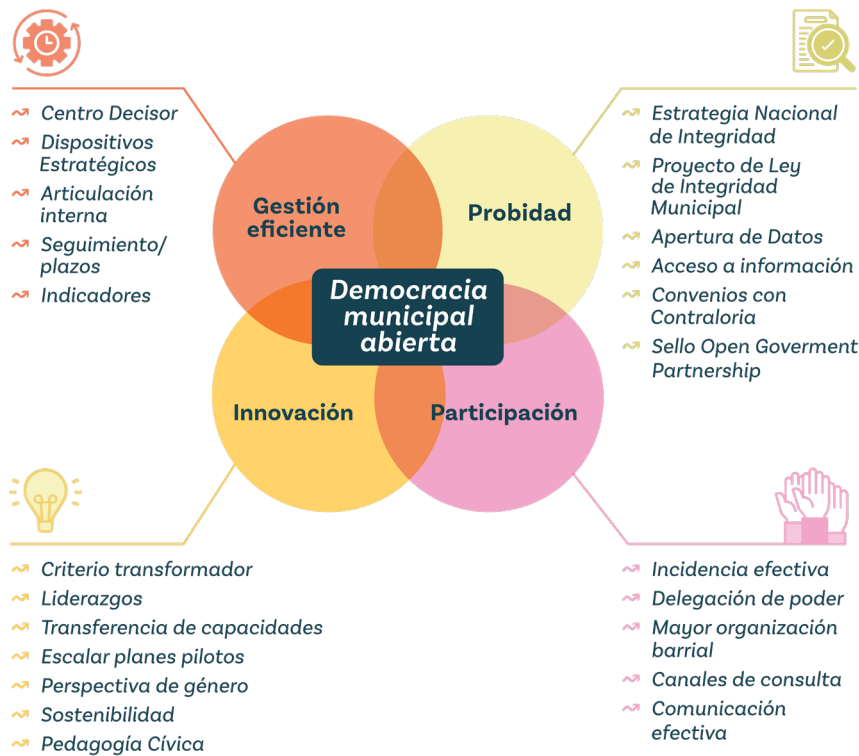 Centro Decisor
Dispositivos
Estratégicos
Articulación
interna
Seguimiento/
plazos
Indicadores
Estrategia Nacional
de Integridad
Proyecto de Ley
de Integridad
Municipal
Apertura de Datos
Acceso a información
Convenios con
Contraloria
Sello Open Goverment
Partnership
Gestión
eficiente
Probidad
Democracia
municipal
abierta
Innovación
Participación
Criterio transformador
Liderazgos
Transferencia de capacidades
Escalar planes pilotos
Perspectiva de género
Sostenibilidad
Pedagogía Cívica
Incidencia efectiva
Delegación de poder
Mayor organización
barrial
Canales de consulta
Comunicación
efectiva